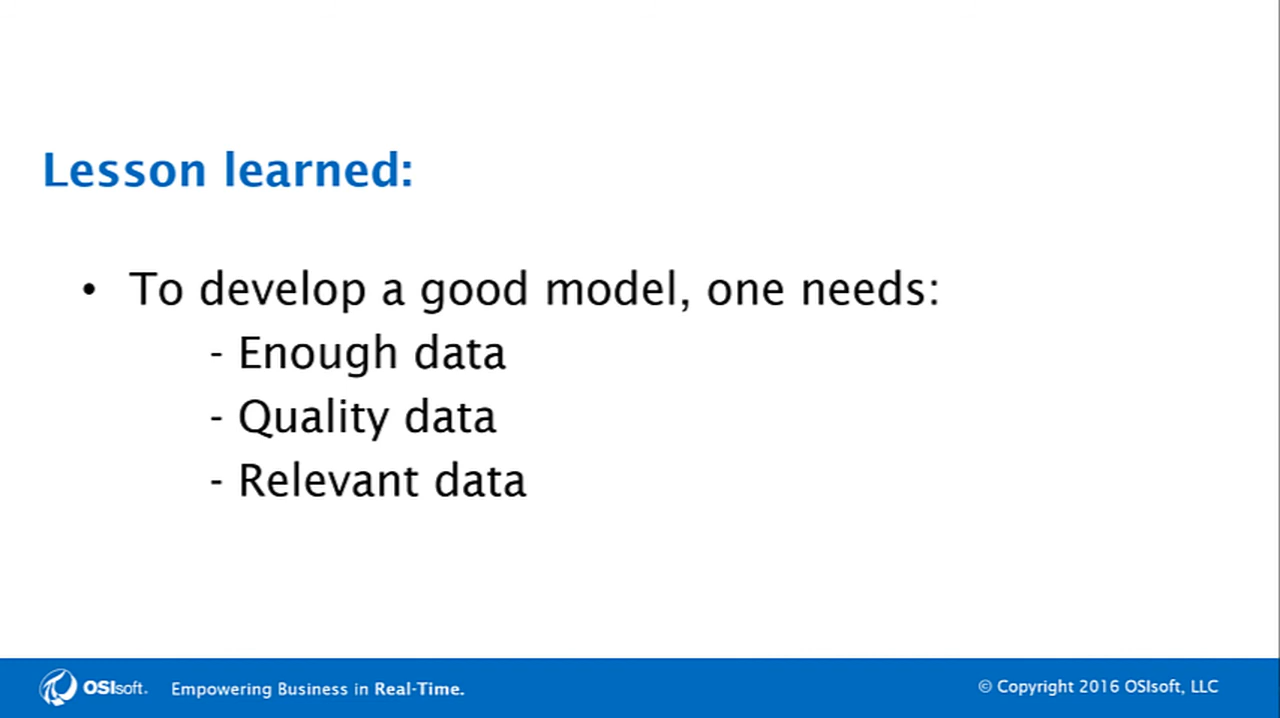 Lesson learned:
• To develop a good model, one needs:
- Enough data
- Quality data
- Relevant data
OSIsoft. Empowering Business in Real-Time.
© Copyright 2016 OSIsoft, LLC